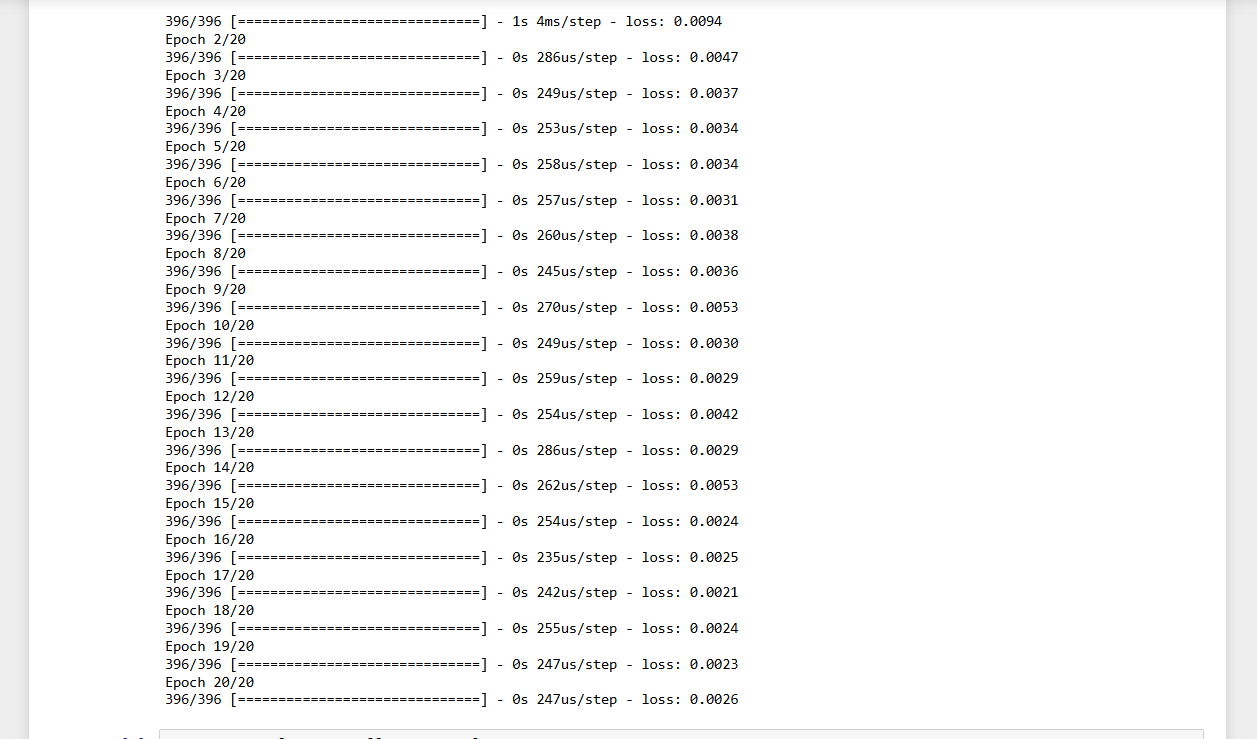 396/396 [==============================] - 1s 4ms/step - loss: 0.0094
Epoch 2/20
396/396 [==============================] - 0s 286us/step - loss: 0.0047
Epoch 3/20
396/396 [==============================] - 0s 249us/step - loss: 0.0037
Epoch 4/20
396/396 [==============================] - 0s 253us/step - loss: 0.0034
Epoch 5/20
396/396 [==============================] - 0s 258us/step - loss: 0.0034
Epoch 6/20
396/396 [==============================] - 0s 257us/step - loss: 0.0031
Epoch 7/20
396/396 [==============================] - 0s 260us/step - loss: 0.0038
Epoch 8/20
396/396 [==============================] - 0s 245us/step - loss: 0.0036
Epoch 9/20
396/396 [==============================] - 0s 270us/step - loss: 0.0053
Epoch 10/20
396/396 [==============================] - 0s 249us/step - loss: 0.0030
Epoch 11/20
396/396 [==============================] - 0s 259us/step - loss: 0.0029
Epoch 12/20
396/396 [==============================] - 0s 254us/step - loss: 0.0042
Epoch 13/20
396/396 [==============================] - 0s 286us/step - loss: 0.0029
Epoch 14/20
396/396 [==============================] - 0s 262us/step - loss: 0.0053
Epoch 15/20
396/396 [==============================] - 0s 254us/step - loss: 0.0024
Epoch 16/20
396/396 [==============================] - 0s 235us/step - loss: 0.0025
Epoch 17/20
396/396 [==============================] - 0s 242us/step - loss: 0.0021
Epoch 18/20
396/396 [==============================] - 0s 255us/step - loss: 0.0024
Epoch 19/20
396/396 [==============================] - 0s 247us/step - loss: 0.0023
Epoch 20/20
396/396 [==============================] - 0s 247us/step - loss: 0.0026